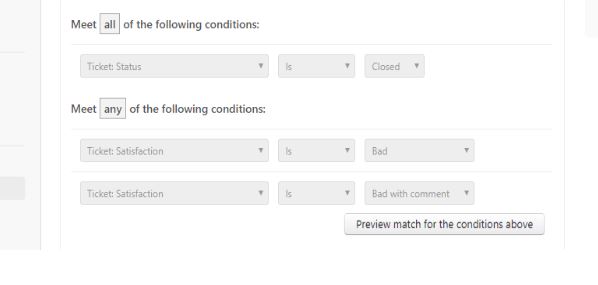 Meet all of the following conditions:
Ticket: Status Is Closed
Meet any of the following conditions:
Ticket: Satisfaction Is Bad
Ticket: Satisfaction Is Bad with comment
Preview match for the conditions above